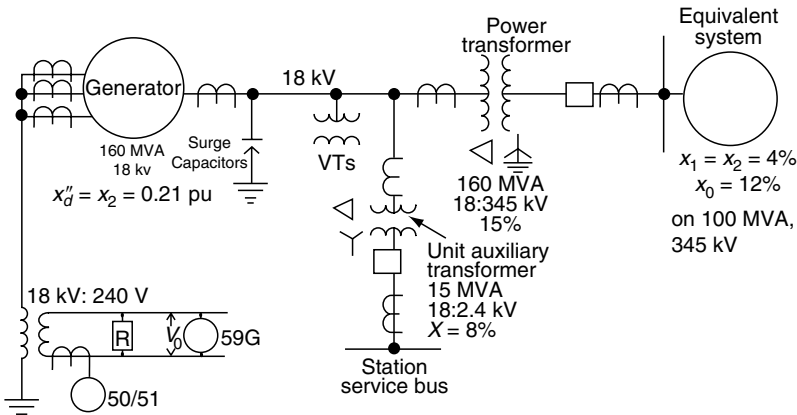 Power
transformer
Equivalent
system
Generator
18 kV
160 MVA
18 kv
Surge
Capacitors
VTs
x″d = x2 = 0.21 pu
160 MVA
18:345 kV
15%
x1 = x2 = 4%
x0 = 12%
on 100 MVA,
345 kV
Unit auxiliary
transformer
15 MVA
18:2.4 kV
X = 8%
18 kV: 240 V
R
V0
59G
50/51
Station
service bus